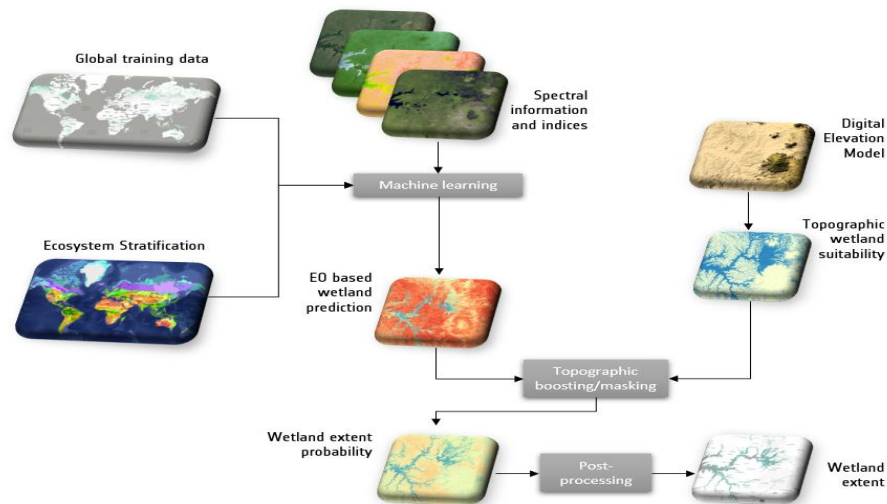 Global training data
Spectral
information
and indices
Digital
Elevation
Model
Machine learning
Ecosystem Stratification
Topographic
wetland
suitability
EO based
wetland
prediction
Topographic
boosting/masking
Wetland extent
probability
Post-
processing
Wetland
extent